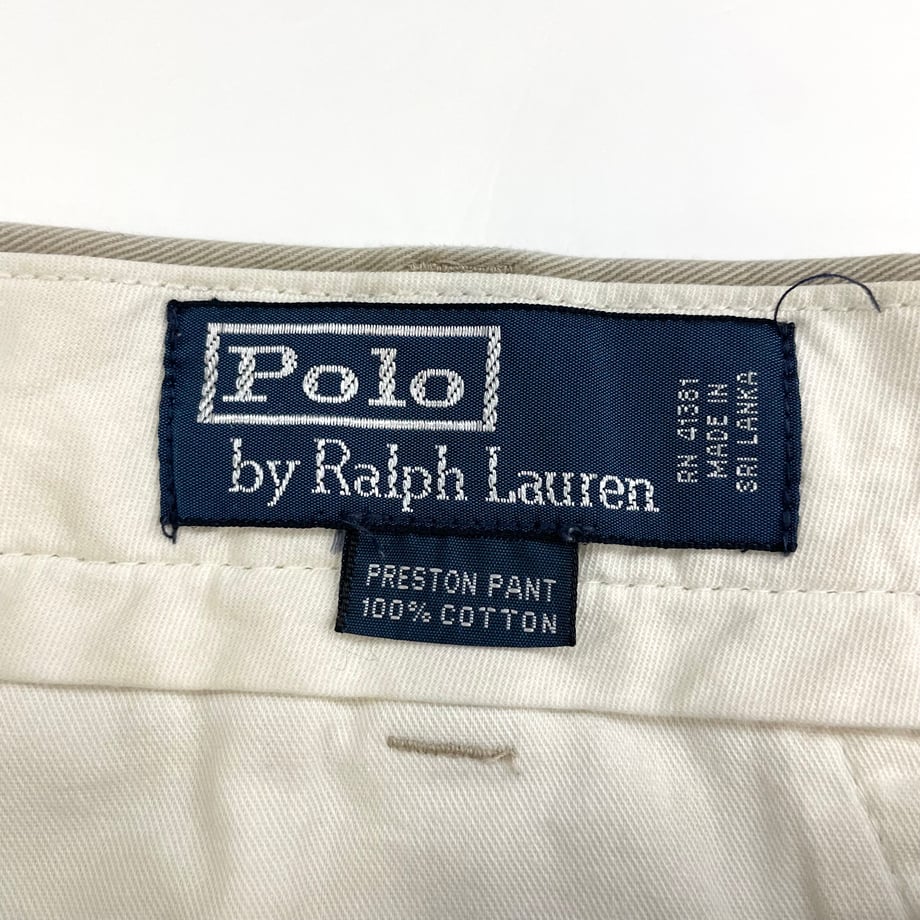 Polo
by Ralph Lauren
RN 41381
MADE IN
SRI LANKA
PRESTON PANT
100% COTTON